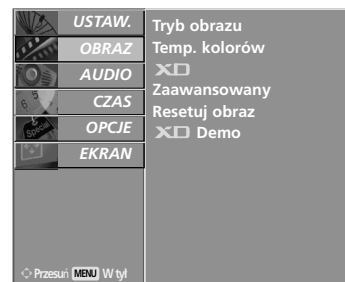 USTAW.
OBRAZ
AUDIO
CZAS
OPCJE
EKRAN
Tryb obrazu
Temp. kolorów
XD
Zaawansowany
Resetuj obraz
XD Demo
Przesuń MENU W tył